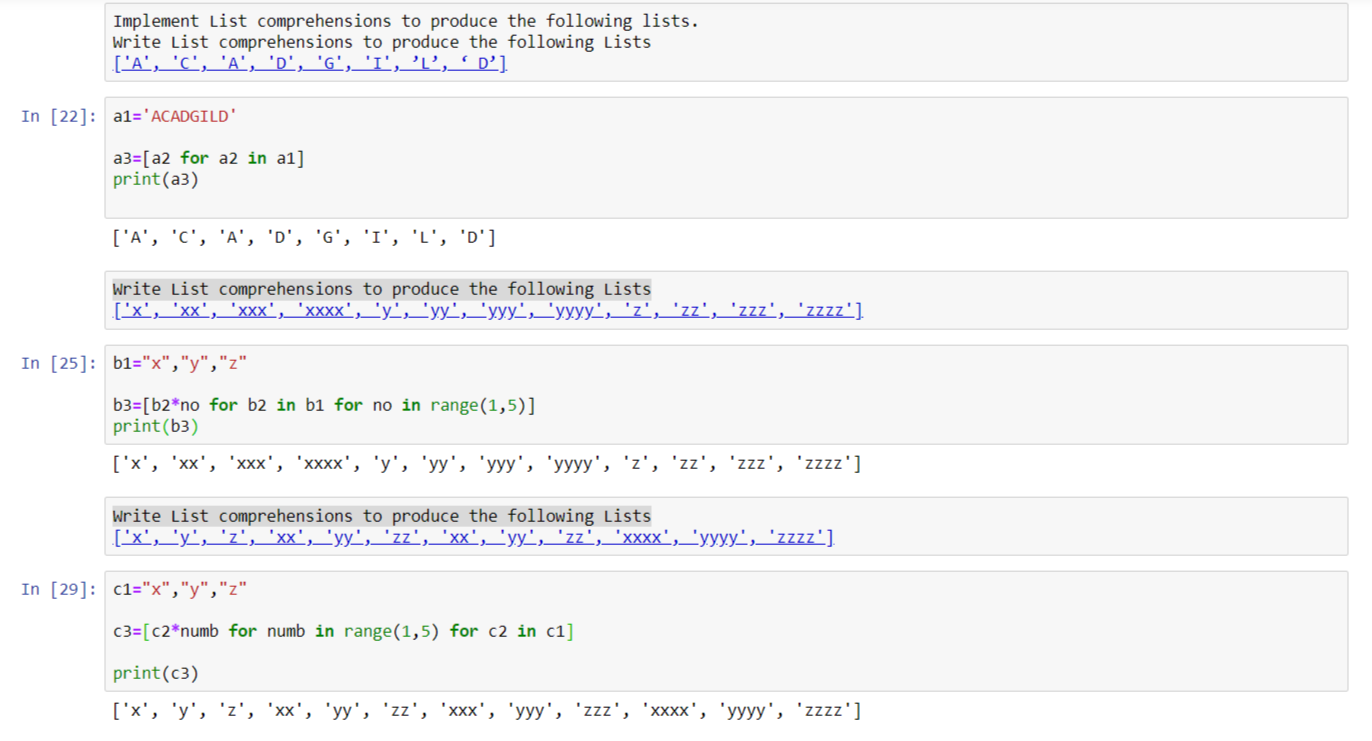 Implement List comprehensions to produce the following lists.
Write List comprehensions to produce the following Lists
['A', 'C', 'A', 'D', 'G', 'I', ’L’, ‘ D’]
In [22]: a1='ACADGILD'
a3=[a2 for a2 in a1]
print(a3)
['A', 'C', 'A', 'D', 'G', 'I', 'L', 'D']
Write List comprehensions to produce the following Lists
['x', 'xx', 'xxx', 'xxxx', 'y', 'yy', 'yyy', 'yyyy', 'z', 'zz', 'zzz', 'zzzz']
In [25]: b1="x","y","z"
b3=[b2*no for b2 in b1 for no in range(1,5)]
print(b3)
['x', 'xx', 'xxx', 'xxxx', 'y', 'yy', 'yyy', 'yyyy', 'z', 'zz', 'zzz', 'zzzz']
Write List comprehensions to produce the following Lists
['x', 'y', 'z', 'xx', 'yy', 'zz', 'xx', 'yy', 'zz', 'xxxx', 'yyyy', 'zzzz']
In [29]: c1="x","y","z"
c3=[c2*numb for numb in range(1,5) for c2 in c1]
print(c3)
['x', 'y', 'z', 'xx', 'yy', 'zz', 'xxx', 'yyy', 'zzz', 'xxxx', 'yyyy', 'zzzz']